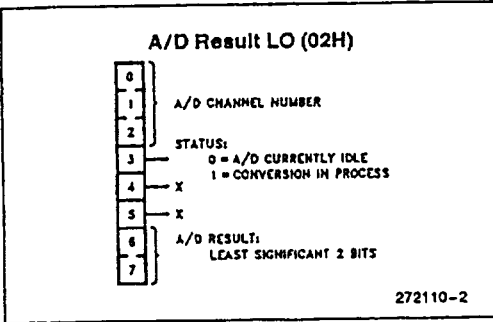 A/D Result LO (02H)
0
1
2
A/D CHANNEL NUMBER
3
STATUS:
0 = A/D CURRENTLY IDLE
1 = CONVERSION IN PROCESS
4 X
5 X
6
7
A/D RESULT:
LEAST SIGNIFICANT 2 BITS
272110-2